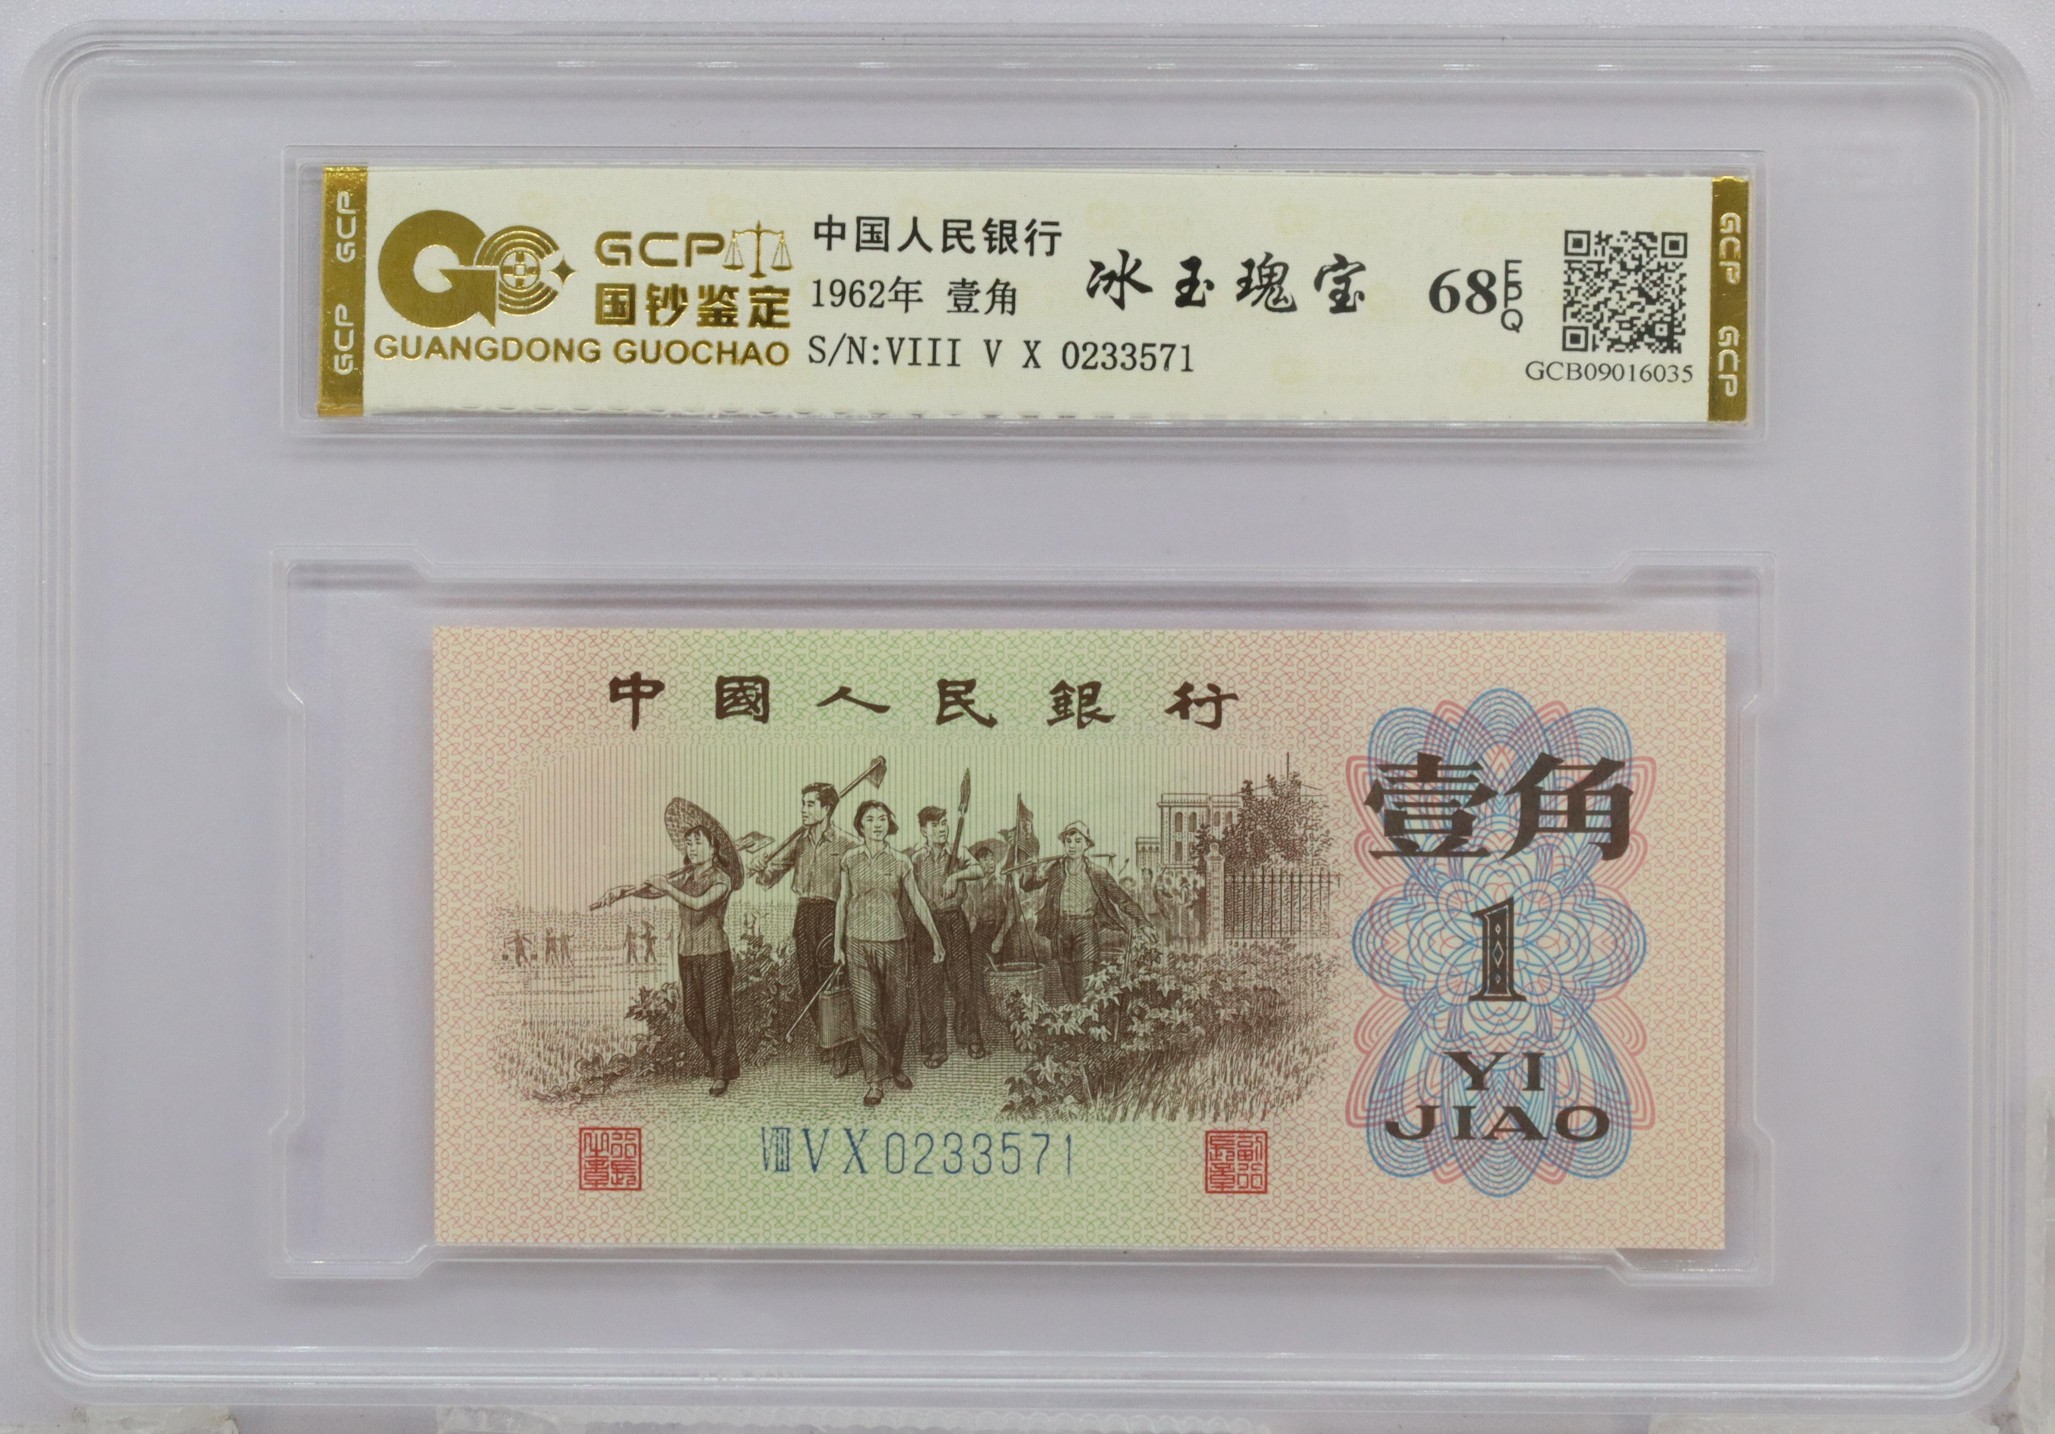 GCP GCP
GCP
国钞鉴定
GUANGDONG GUOCHAO
中国人民银行
1962年 壹角
S/N:VIII V X 0233571
冰玉瑰宝
68 EPQ
GCB09016035
GCP GCP
中國人民銀行
壹角
1
YI
JIAO
VIII V X 0233571